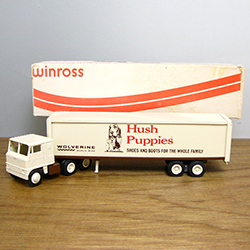 winross
Hush
Puppies
SHOES AND BOOTS FOR THE WHOLE FAMILY
WOLVERINE